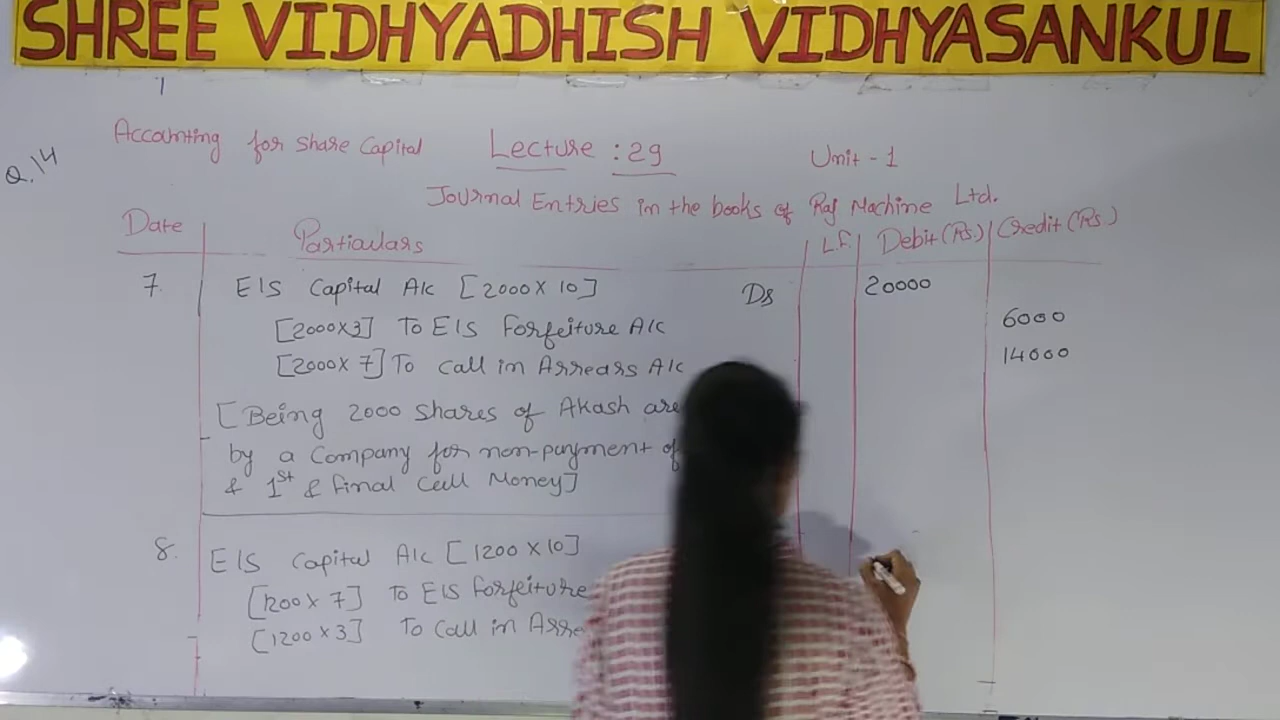 SHREE VIDHYADHISH VIDHYASANKUL
Accounting for Share Capital Lecture : 29 Unit - 1
Q.14
Journal Entries in the books of Raj Machine Ltd.
Date Particulars L.F. Debit (Rs.) Credit (Rs.)
7. E/S Capital A/c [2000 x 10] Dr 20000
[2000x3] To E/S Forfeiture A/c 6000
[2000x 7] To Call in Arrears A/c 14000
[Being 2000 shares of Akash are
by a Company for non-payment of
& 1st & final Call Money]
8. E/S Capital A/c [1200 x 10]
[1200 x 7] To E/S Forfeiture
[1200 x 3] To Call in Arre